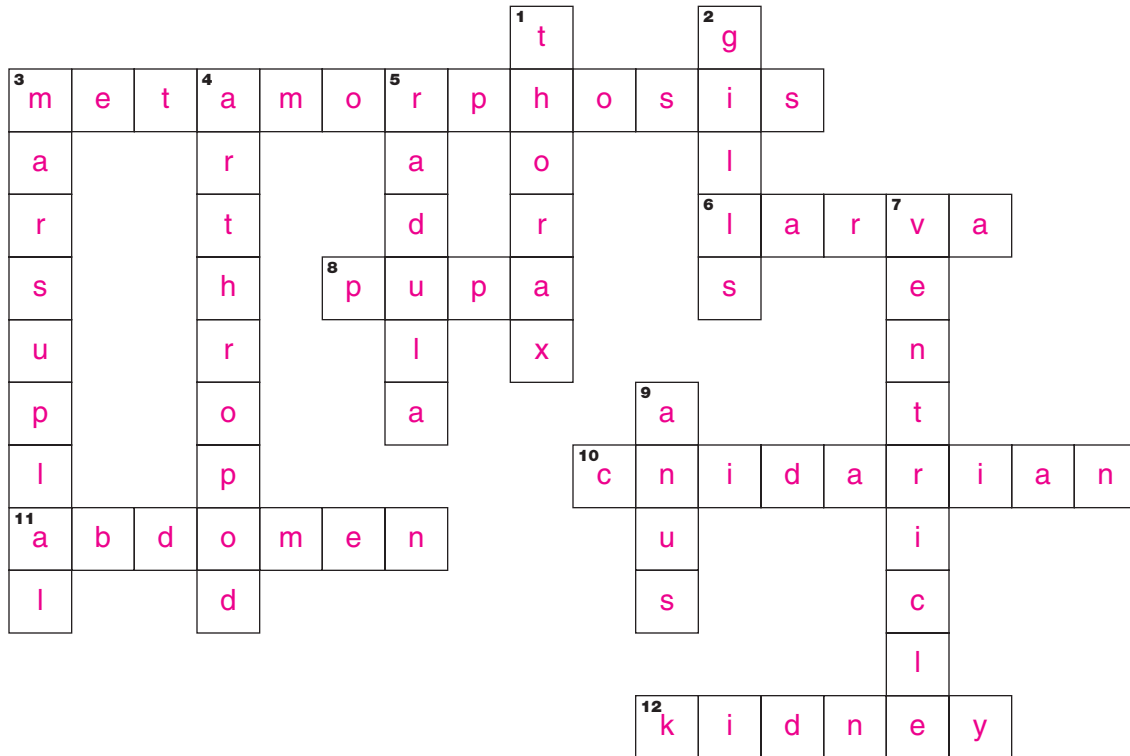 1 t 2 g
3 m e t 4 a m o 5 r p h o s i s
a r a o l
r t d r 6 l a r 7 v a
s h 8 p u p a s e
u r l x n
p o a 9 a t
l p 10 c n i d a r i a n
11 a b d o m e n u i
l d s c
l
12 k i d n e y